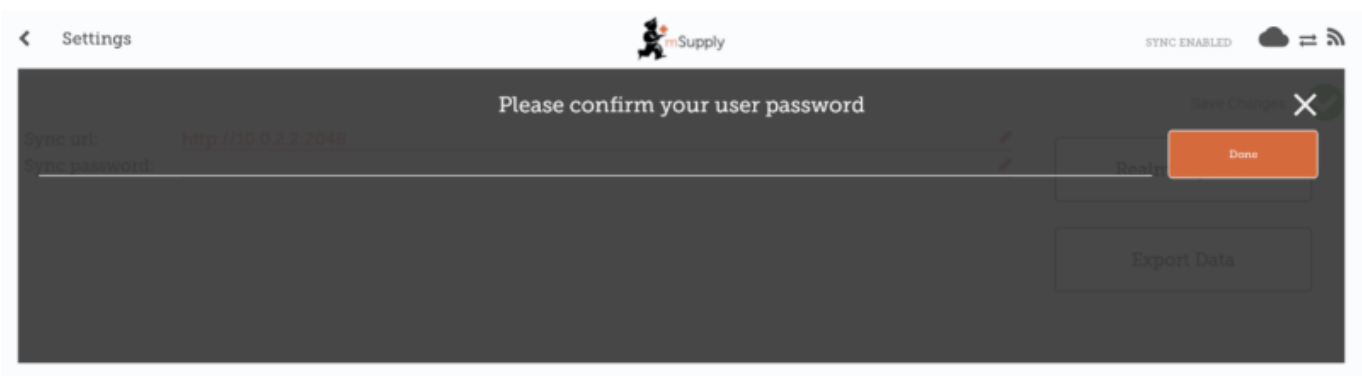 Settings
mSupply
SYNC ENABLED
Please confirm your user password
Save Changes
Sync url:
http://10.0.2.2:2048
Sync password:
Done
Export Data